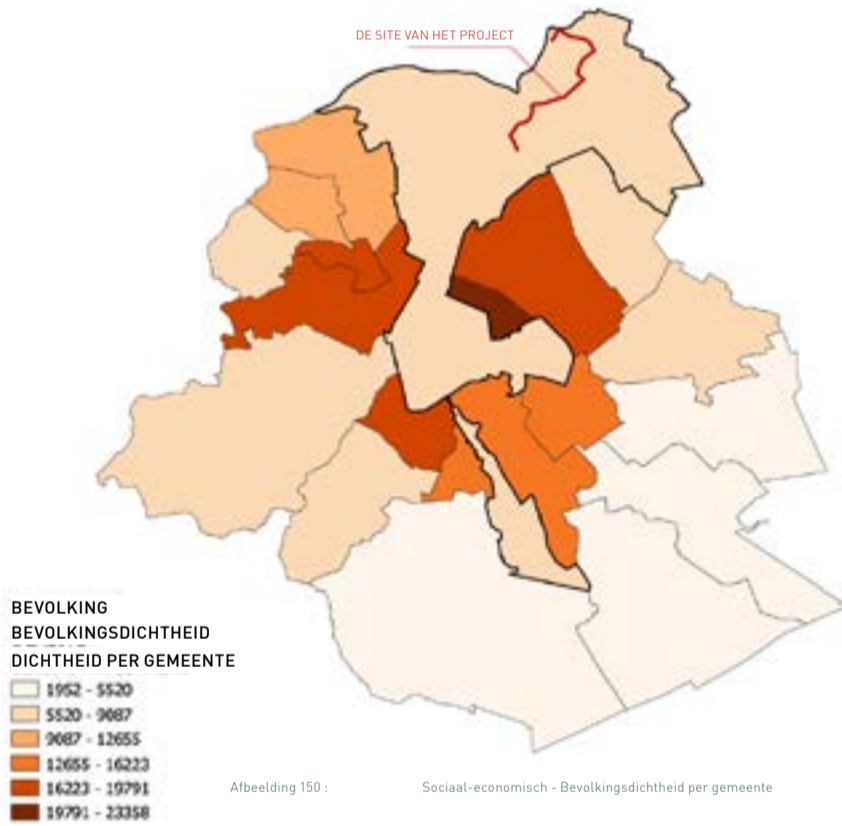 DE SITE VAN HET PROJECT
BEVOLKING
BEVOLKINGSDICHTHEID
DICHTHEID PER GEMEENTE
1952 - 5520
5520 - 9087
9087 - 12655
12655 - 16223
16223 - 19791
19791 - 23358
Afbeelding 150 : Sociaal-economisch - Bevolkingsdichtheid per gemeente